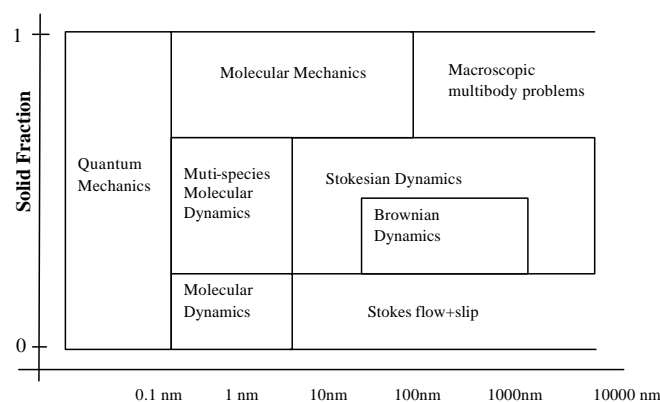 1
Molecular Mechanics
Macroscopic
multibody problems
Solid Fraction
Quantum
Mechanics
Muti-species
Molecular
Dynamics
Stokesian Dynamics
Brownian
Dynamics
Molecular
Dynamics
Stokes flow+slip
0
0.1 nm
1 nm
10nm
100nm
1000nm
10000 nm